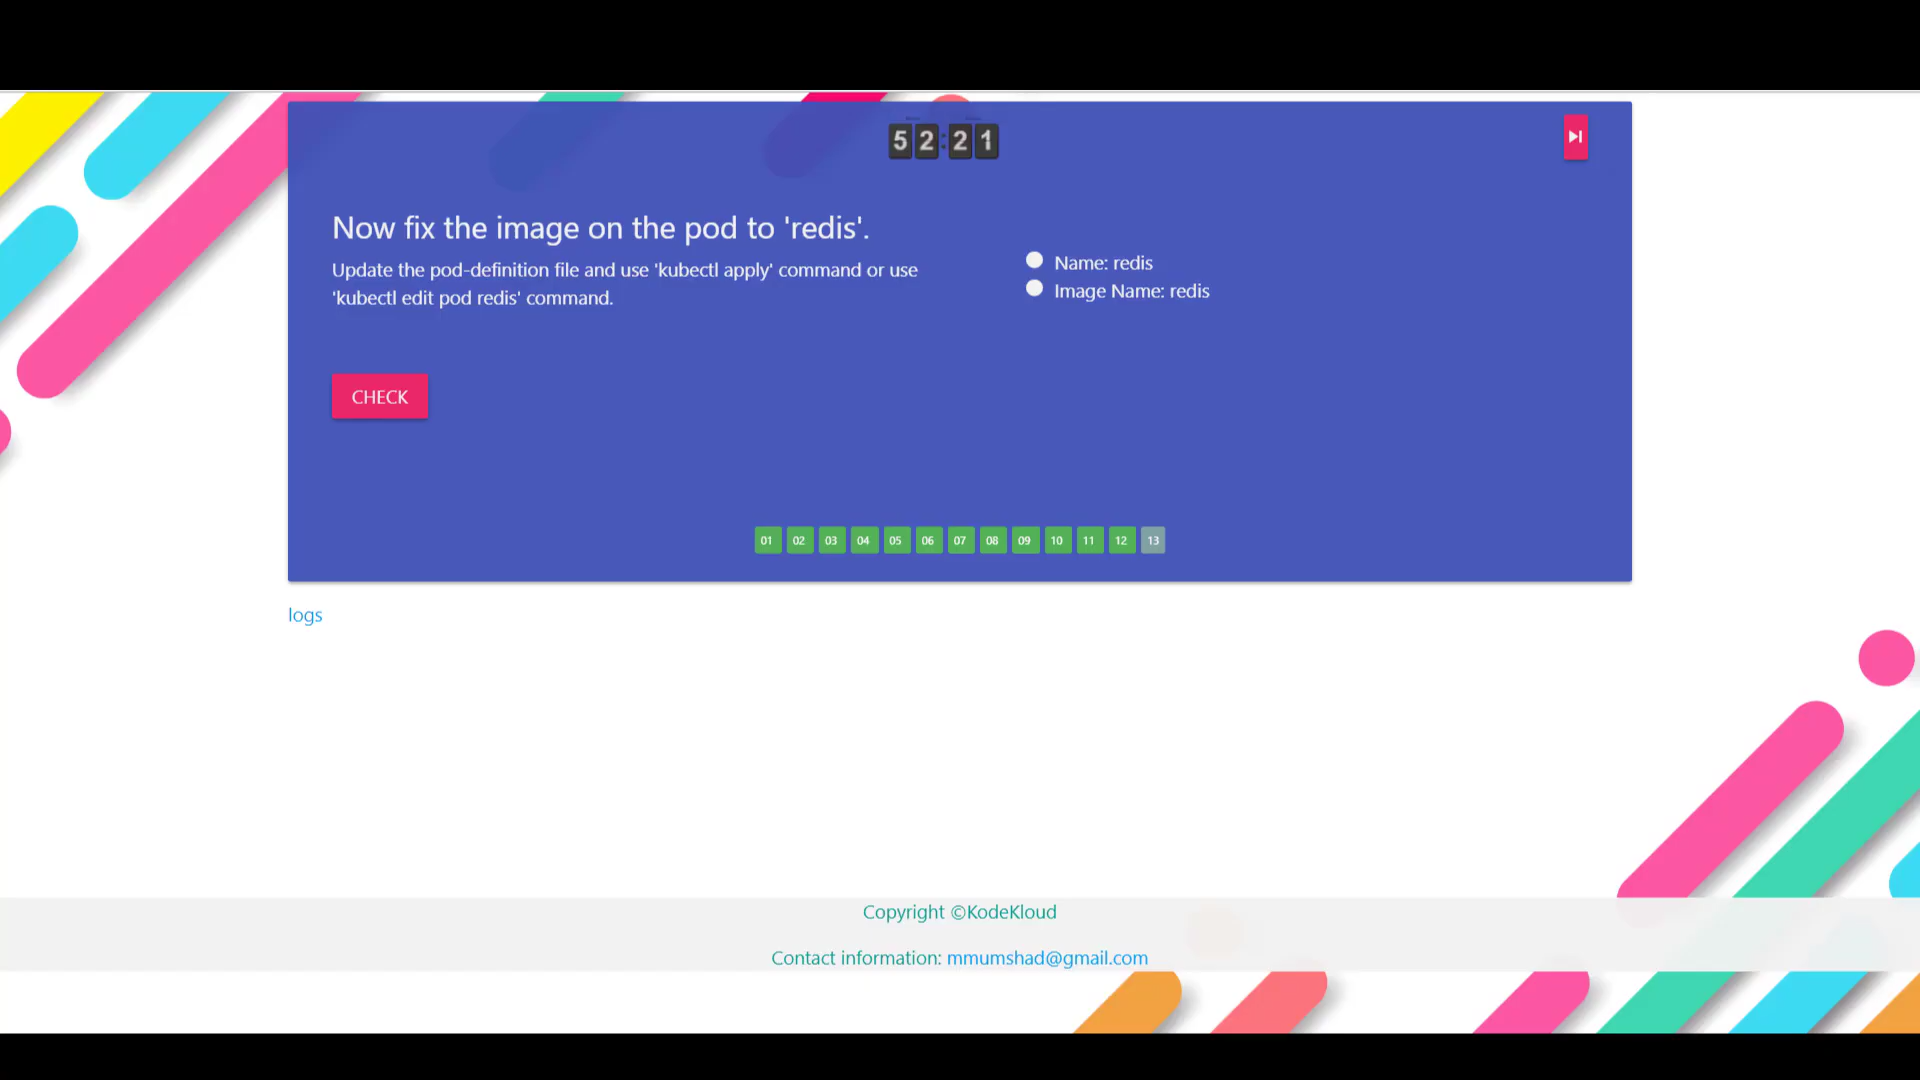 52:21
Now fix the image on the pod to 'redis'.
Update the pod-definition file and use 'kubectl apply' command or use
'kubectl edit pod redis' command.
Name: redis
Image Name: redis
CHECK
01 02 03 04 05 06 07 08 09 10 11 12 13
logs
Copyright ©KodeKloud
Contact information: mmumshad@gmail.com